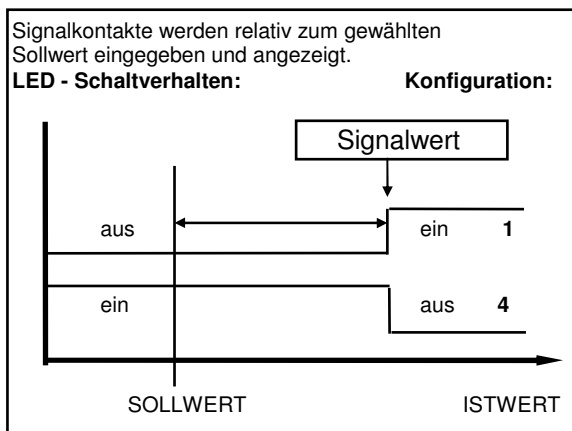 Signalkontakte werden relativ zum gewählten
Sollwert eingegeben und angezeigt.
LED - Schaltverhalten: Konfiguration:
Signalwert
aus ein 1
ein aus 4
SOLLWERT ISTWERT